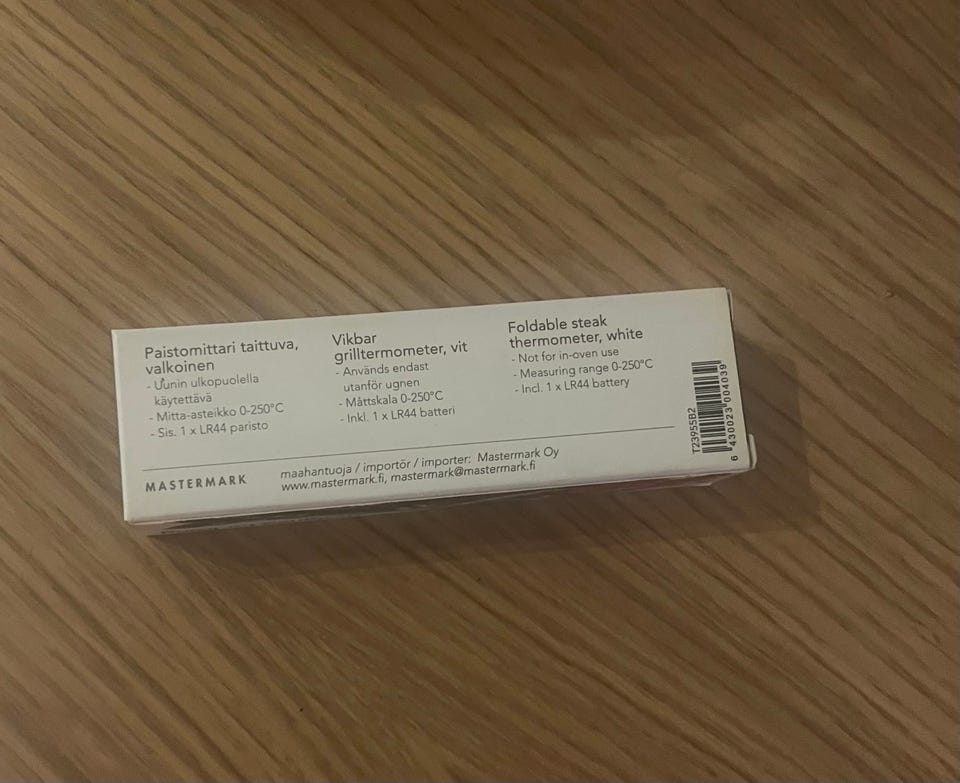 Paistomittari taittuva,
valkoinen
- Uunin ulkopuolella
käytettävä
- Mitta-asteikko 0-250°C
- Sis. 1 x LR44 paristo
Vikbar
grilltermometer, vit
- Används endast
utanför ugnen
- Måttskala 0-250°C
- Inkl. 1 x LR44 batteri
Foldable steak
thermometer, white
- Not for in-oven use
- Measuring range 0-250°C
- Incl. 1 x LR44 battery
T23955B2
6 430023 004039
MASTERMARK
maahantuoja / importör / importer: Mastermark Oy
www.mastermark.fi, mastermark@mastermark.fi